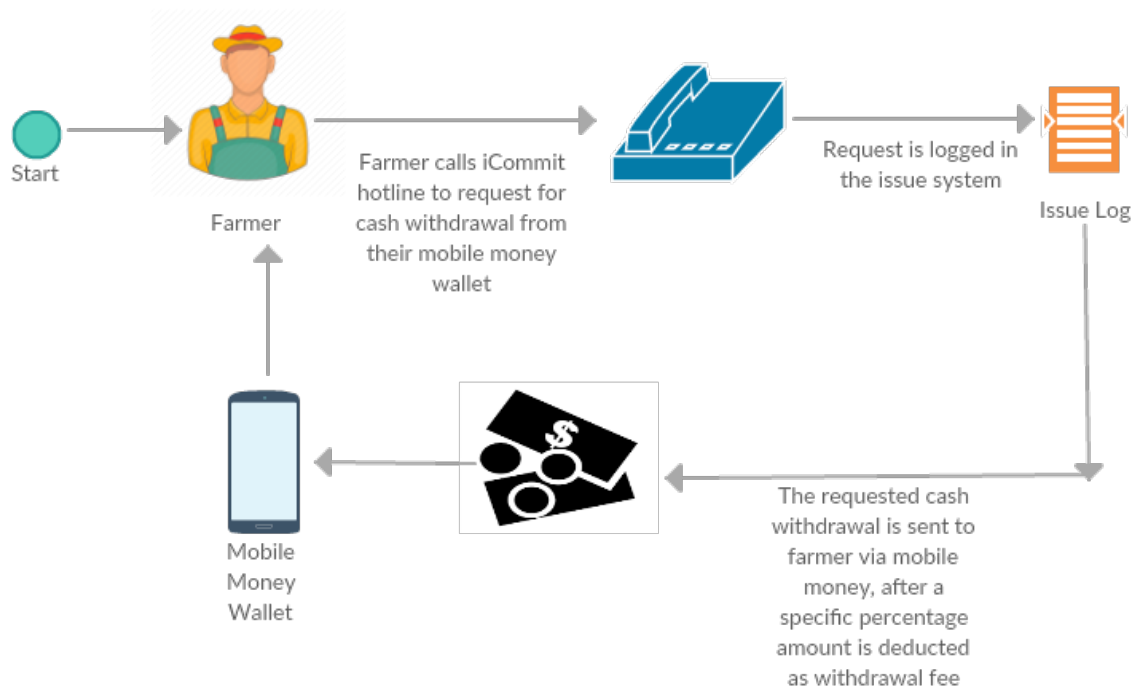 Start
Farmer
Farmer calls iCommit
hotline to request for
cash withdrawal from
their mobile money
wallet
Request is logged in
the issue system
Issue Log
$
The requested cash
withdrawal is sent to
farmer via mobile
money, after a
specific percentage
amount is deducted
as withdrawal fee
Mobile
Money
Wallet